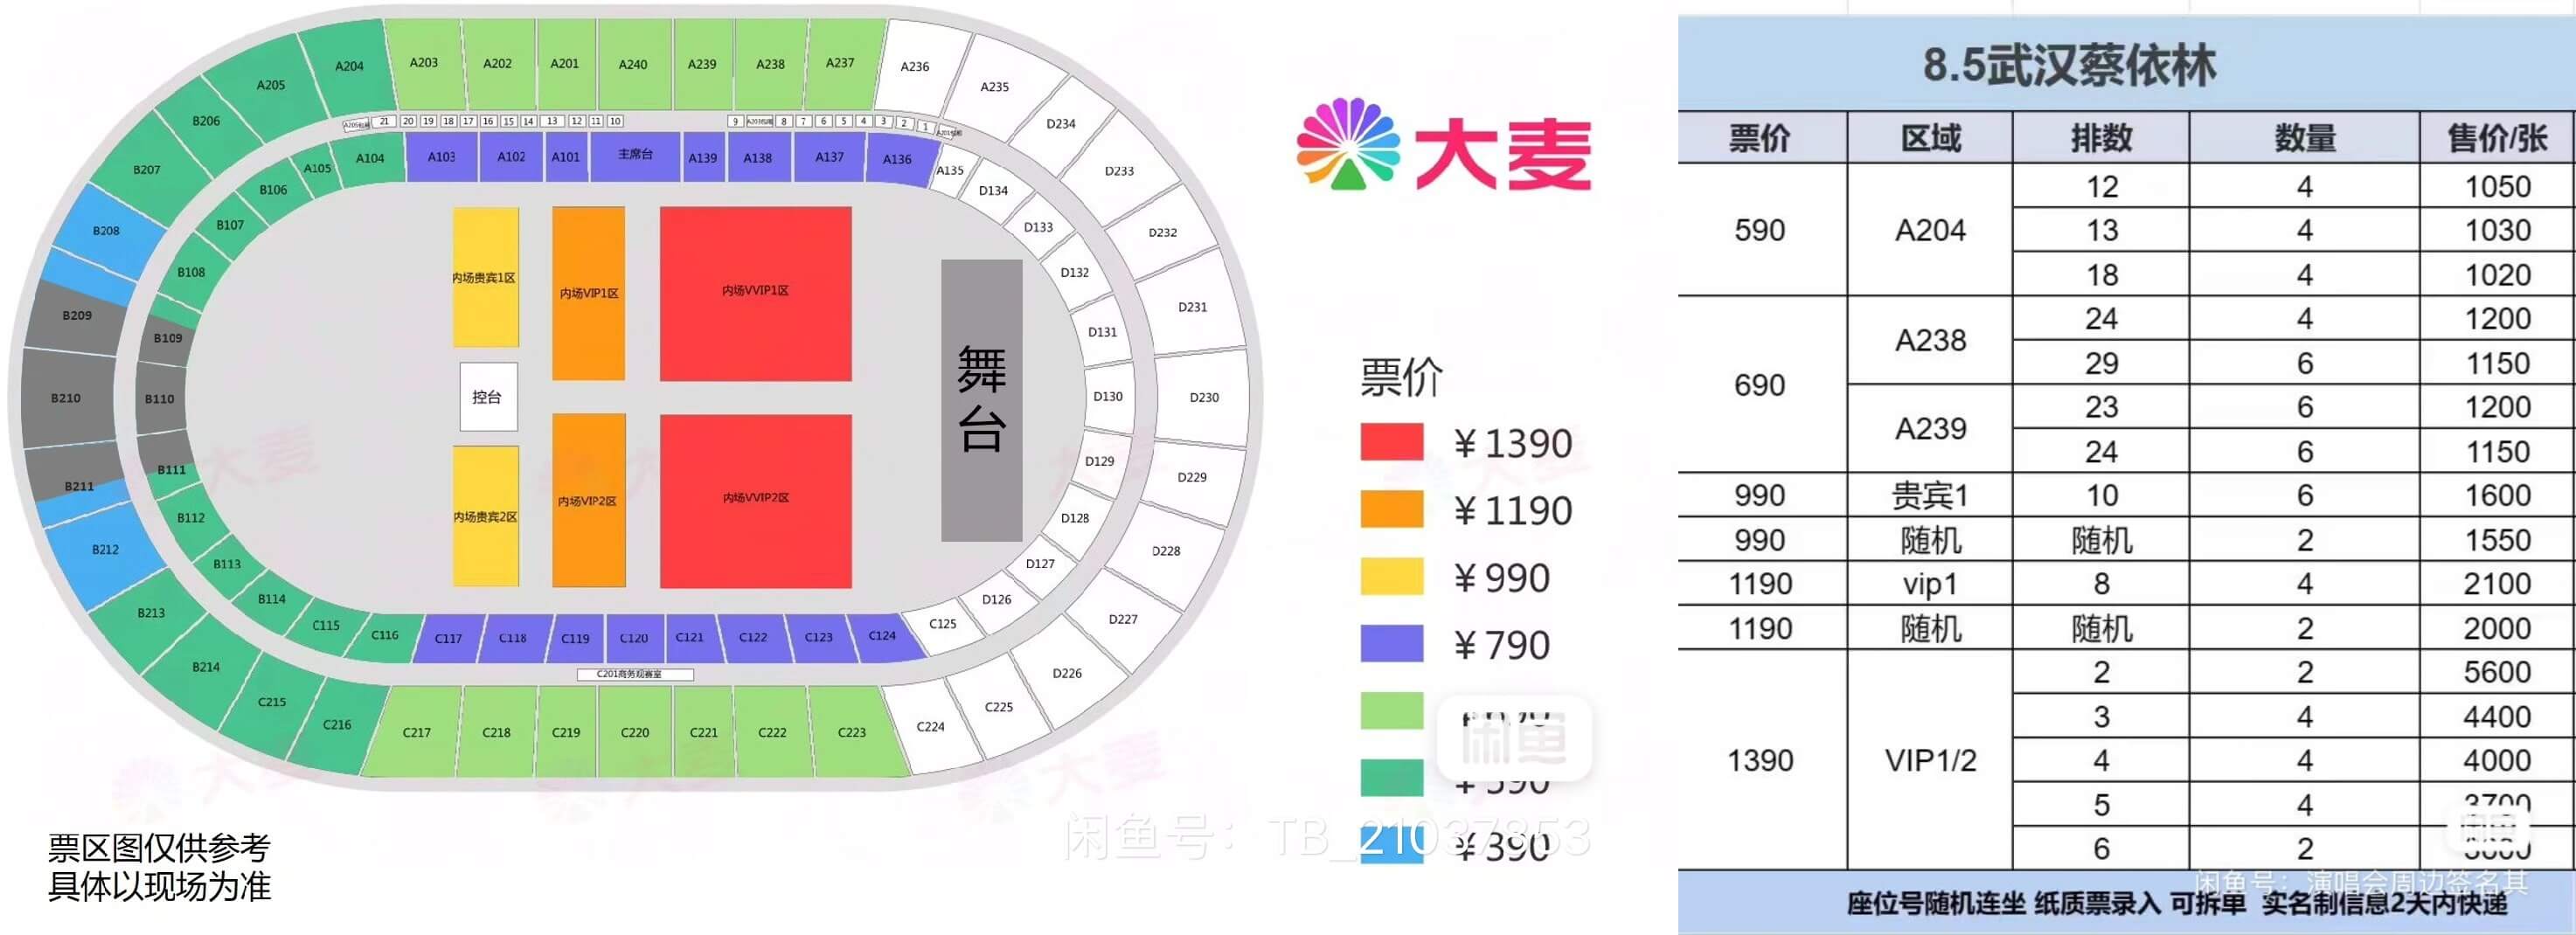 A204
A203
A202
A201
A240
A239
A238
A237
A236
A235
D234
D233
D232
D231
D230
D229
D228
D227
D226
C225
C224
C223
C222
C221
C220
C219
C218
C217
C216
C215
B214
B213
B212
B211
B210
B209
B208
B207
B206
A205
21 20 19 18 17 16 15 14 13 12 11 10
9 8 7 6 5 4 3 2 1
A105
A104
A103
A102
A101
主席台
A139
A138
A137
A136
A135
D134
D133
D132
D131
D130
D129
D128
D127
D126
C125
C124
C123
C122
C121
C120
C119
C118
C117
C116
C115
B114
B113
B112
B111
B110
B109
B108
B107
B106
内场贵宾1区
内场VIP1区
内场VVIP1区
控台
舞台
内场贵宾2区
内场VIP2区
内场VVIP2区
C201商务观赛室
大麦
票价
¥1390
¥1190
¥990
¥790
¥590
¥390
闲鱼
闲鱼号：TB_21037353
票区图仅供参考
具体以现场为准
8.5武汉蔡依林
票价 区域 排数 数量 售价/张
590 A204 12 4 1050
13 4 1030
18 4 1020
690 A238 24 4 1200
29 6 1150
A239 23 6 1200
24 6 1150
990 贵宾1 10 6 1600
990 随机 随机 2 1550
1190 vip1 8 4 2100
1190 随机 随机 2 2000
1390 VIP1/2 2 2 5600
3 4 4400
4 4 4000
5 4 3700
6 2
闲鱼号：演唱会周边签名其
座位号随机连坐 纸质票录入 可拆单 实名制信息2天内快递